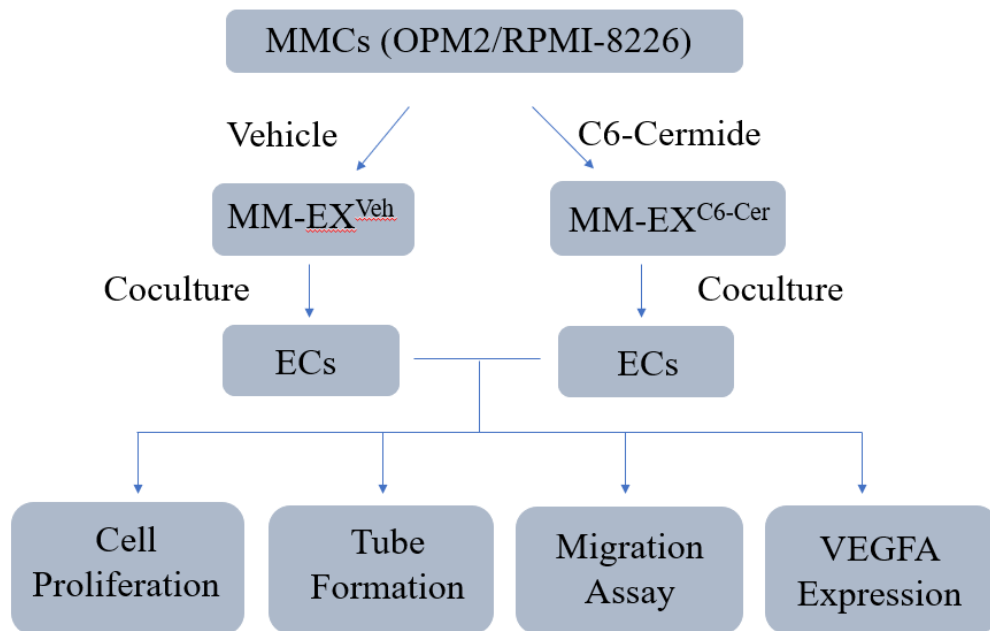 MMCs (OPM2/RPMI-8226)
Vehicle
C6-Cermide
MM-EXVeh
MM-EXC6-Cer
Coculture
Coculture
ECs
ECs
Cell
Proliferation
Tube
Formation
Migration
Assay
VEGFA
Expression